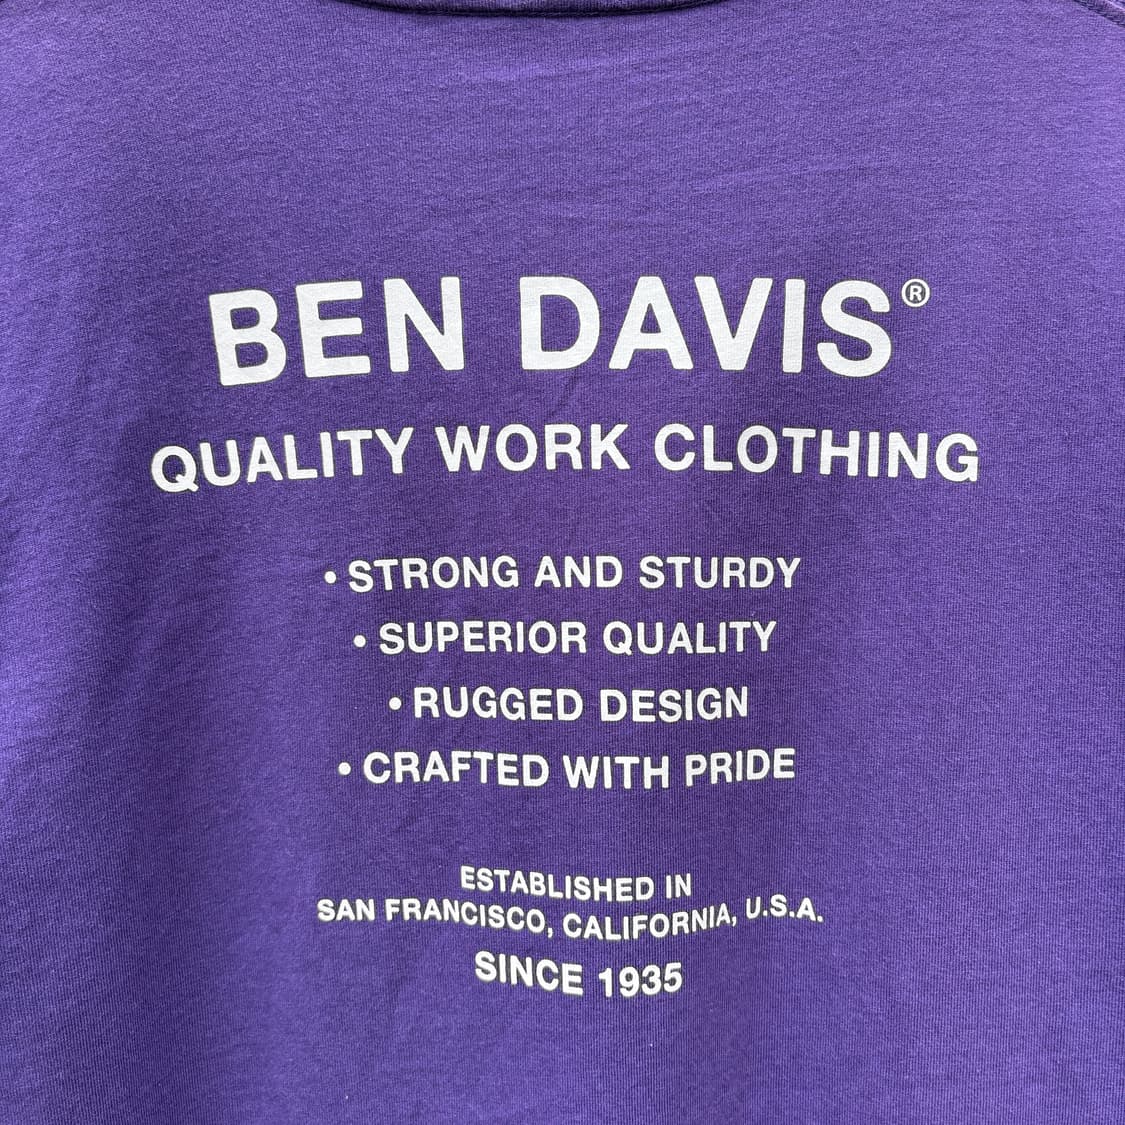 BEN DAVIS®
QUALITY WORK CLOTHING
• STRONG AND STURDY
• SUPERIOR QUALITY
• RUGGED DESIGN
• CRAFTED WITH PRIDE
ESTABLISHED IN
SAN FRANCISCO, CALIFORNIA, U.S.A.
SINCE 1935